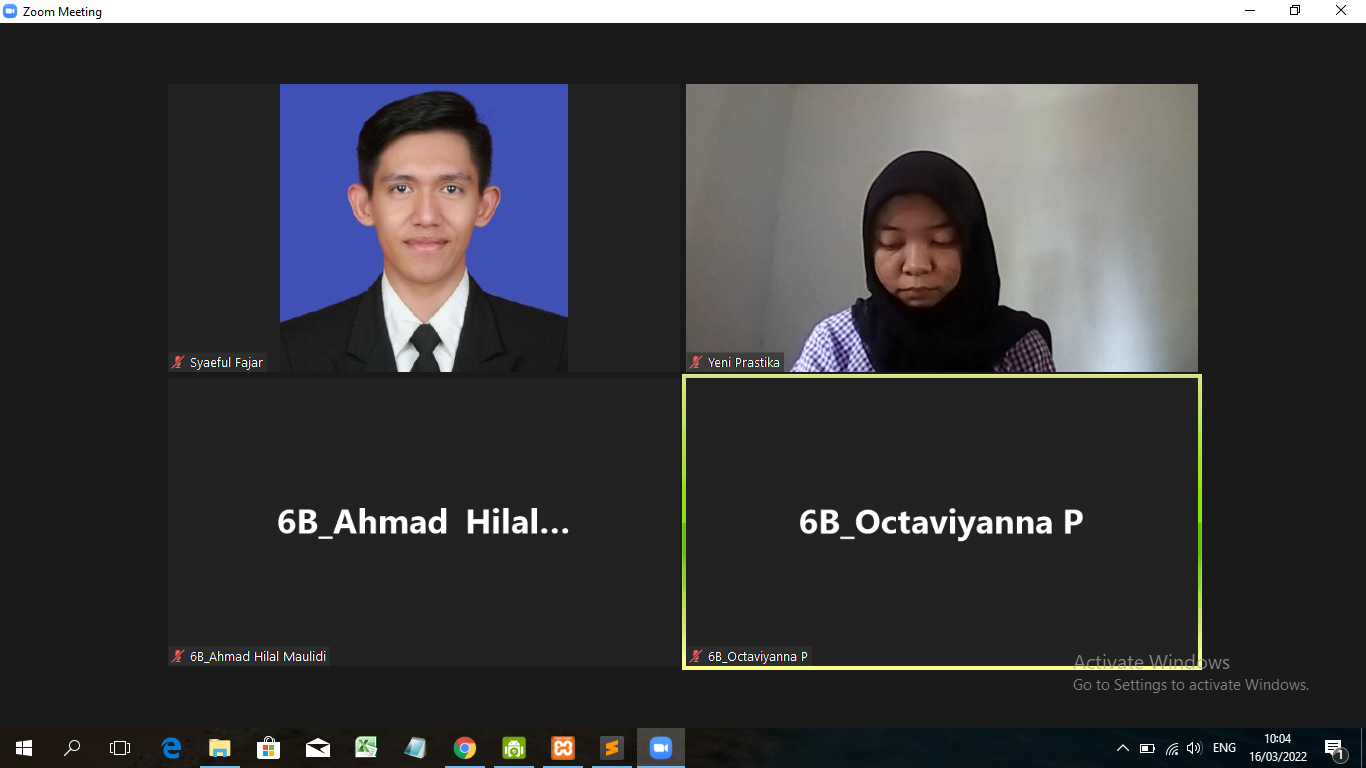 Zoom Meeting
Syaeful Fajar
Yeni Prastika
6B_Ahmad Hilal...
6B_Octaviyanna P
6B_Ahmad Hilal Maulidi
6B_Octaviyanna P
Activate Windows
Go to Settings to activate Windows.
ENG
10:04
16/03/2022
1